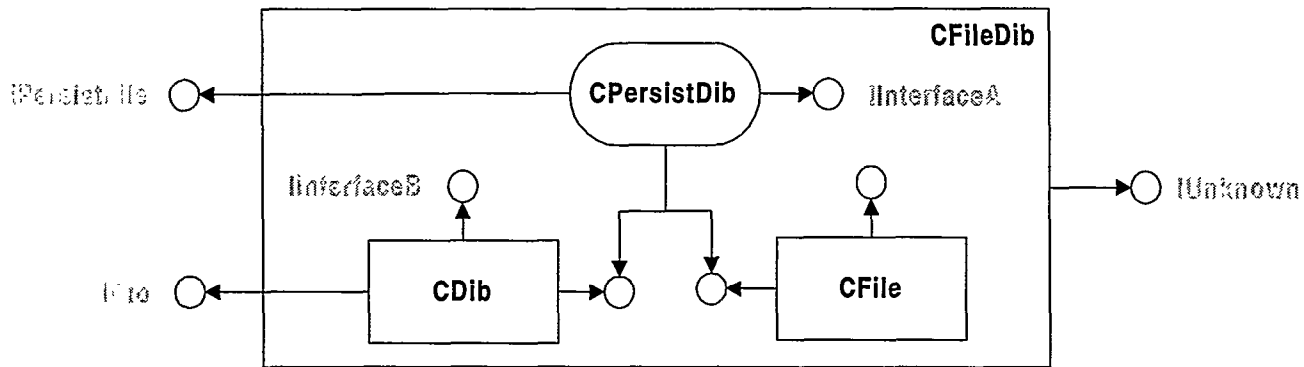 CFileDib
IPersistFile
CPersistDib
IInterfaceA
IInterfaceB
IUnknown
CDib
CFile